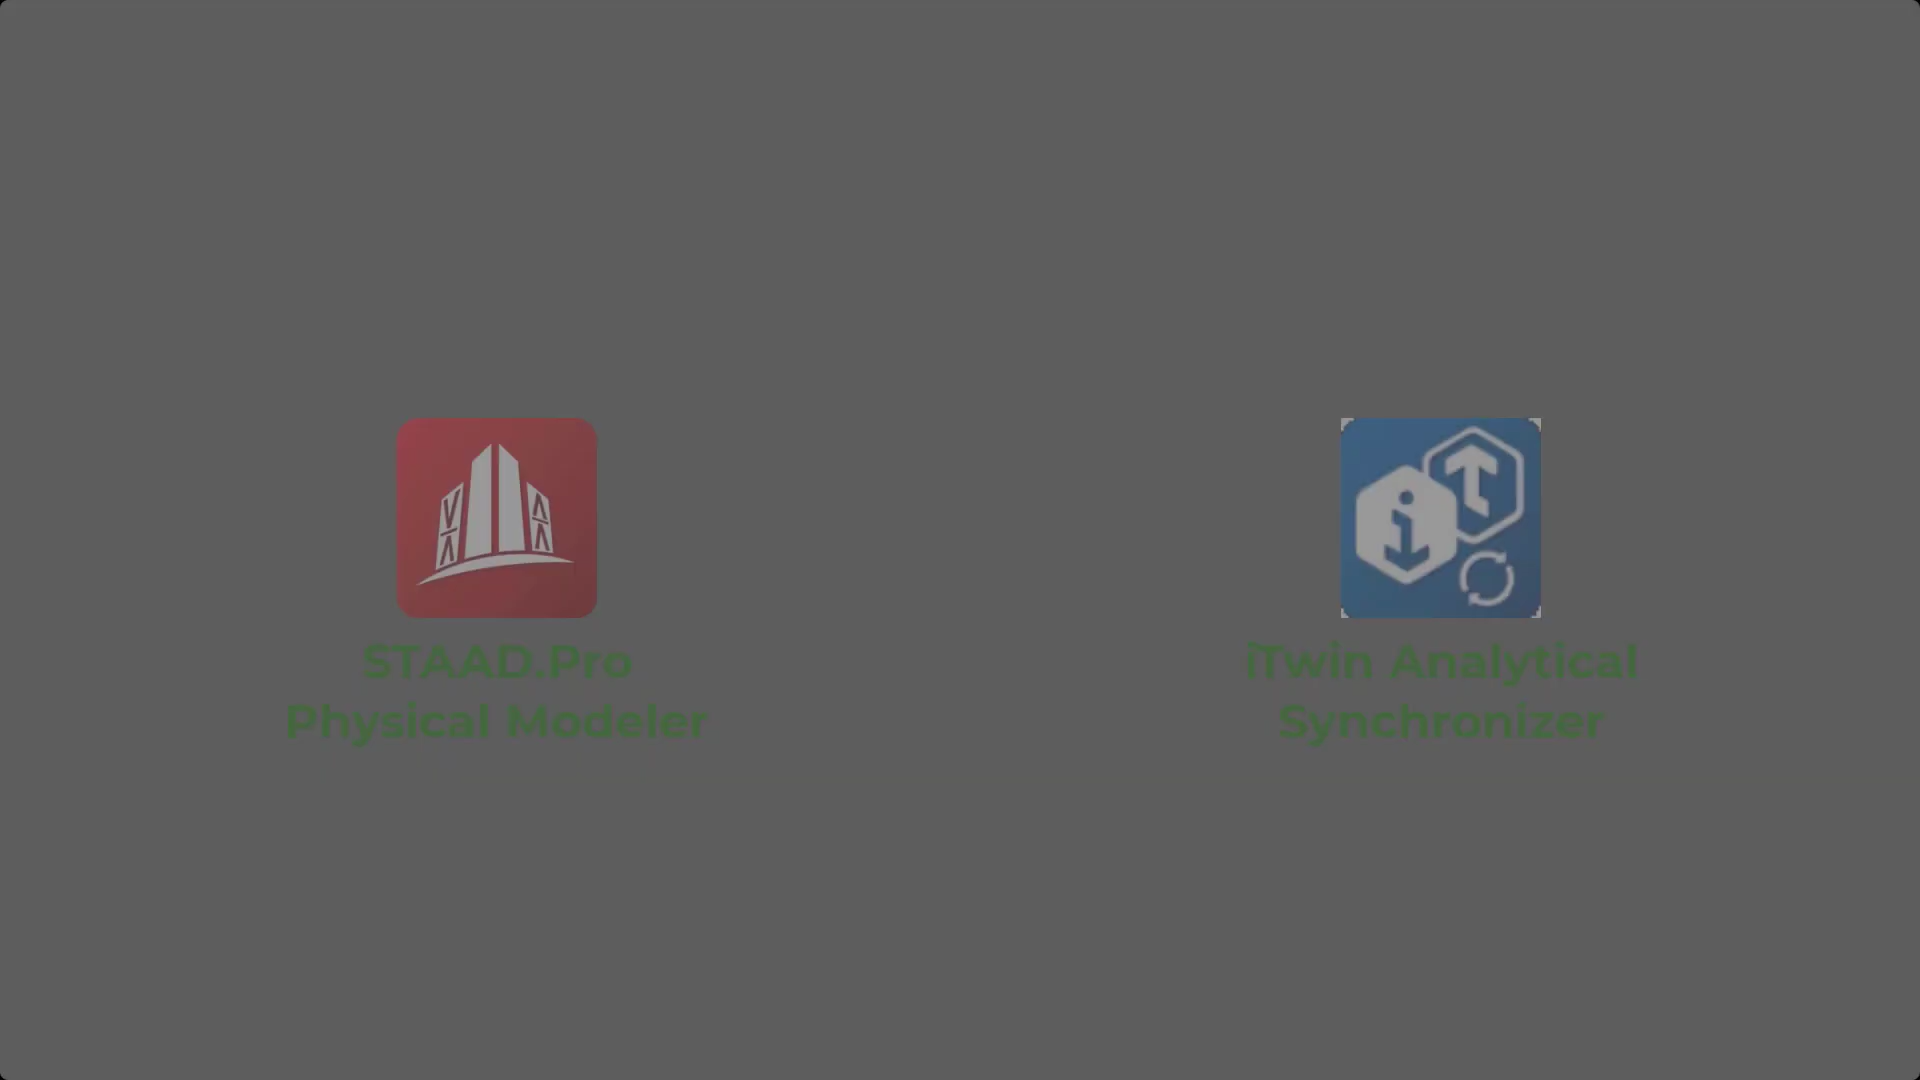 STAAD.Pro
Physical Modeler
iTwin Analytical
Synchronizer